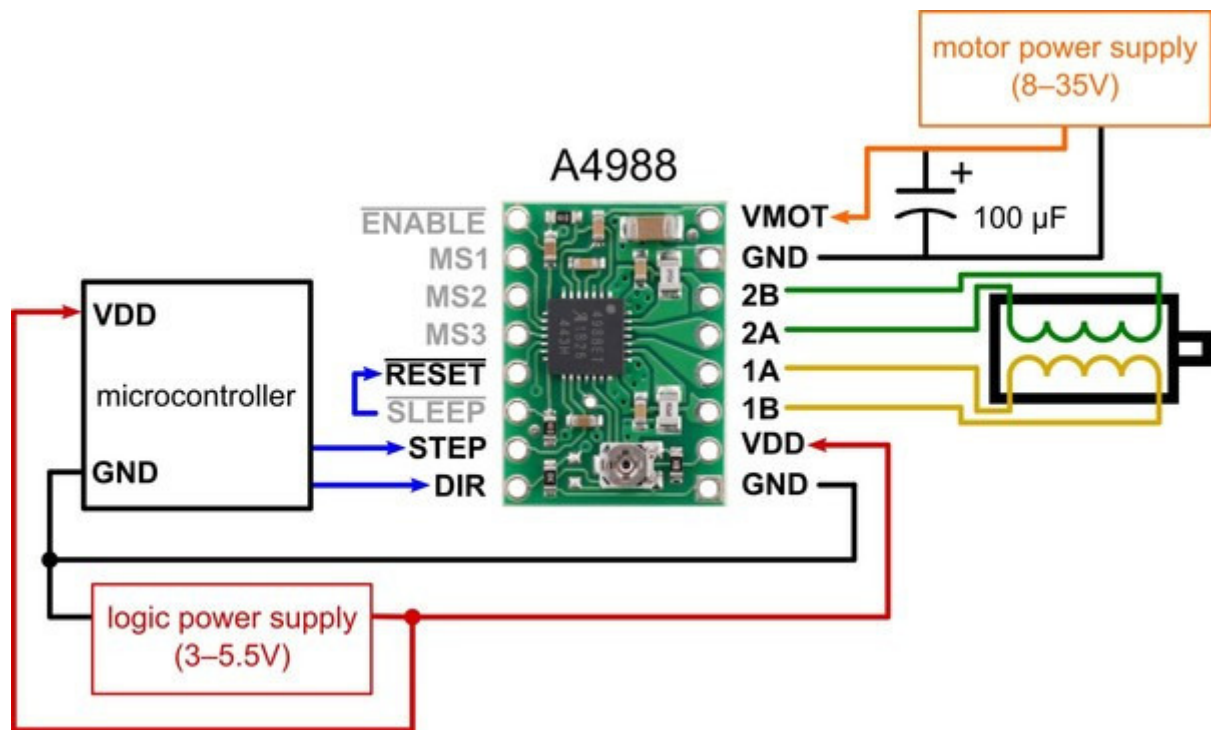 motor power supply
(8–35V)
A4988
ENABLE
MS1
MS2
MS3
RESET
SLEEP
STEP
DIR
VMOT
GND
2B
2A
1A
1B
VDD
GND
+
100 µF
VDD
microcontroller
GND
logic power supply
(3–5.5V)